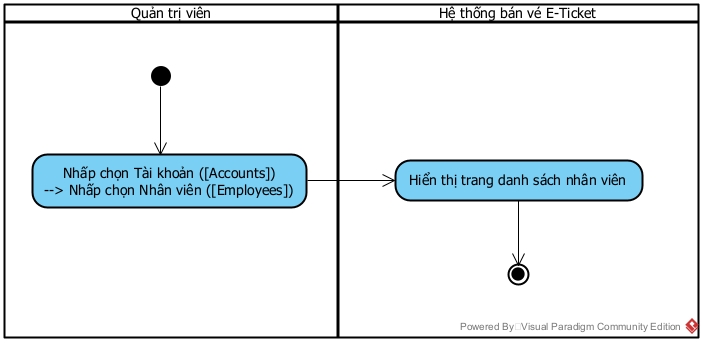 Quản trị viên
Hệ thống bán vé E-Ticket
Nhấp chọn Tài khoản ([Accounts])
--> Nhấp chọn Nhân viên ([Employees])
Hiển thị trang danh sách nhân viên
Powered By Visual Paradigm Community Edition